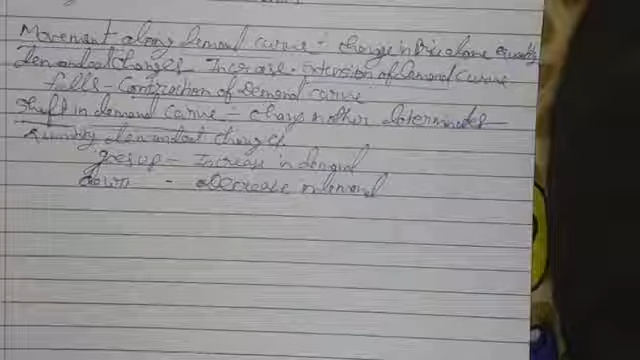 Movement along demand curve - change in Price alone quantity
demanded changes Increase - Extension of Demand curve
falls - Contraction of Demand curve
Shift in demand curve - change in other determinates -
quantity demanded changes
goes up - Increase in demand
down - Decrease in demand